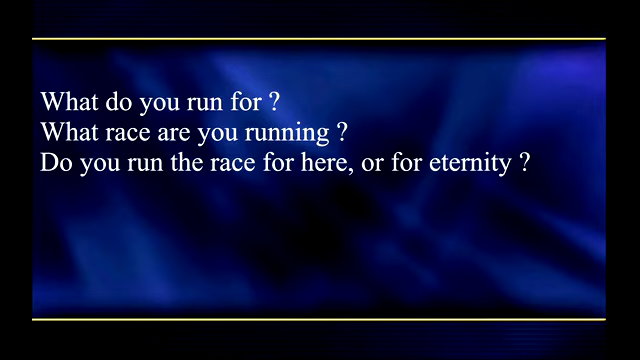 What do you run for ?
What race are you running ?
Do you run the race for here, or for eternity ?